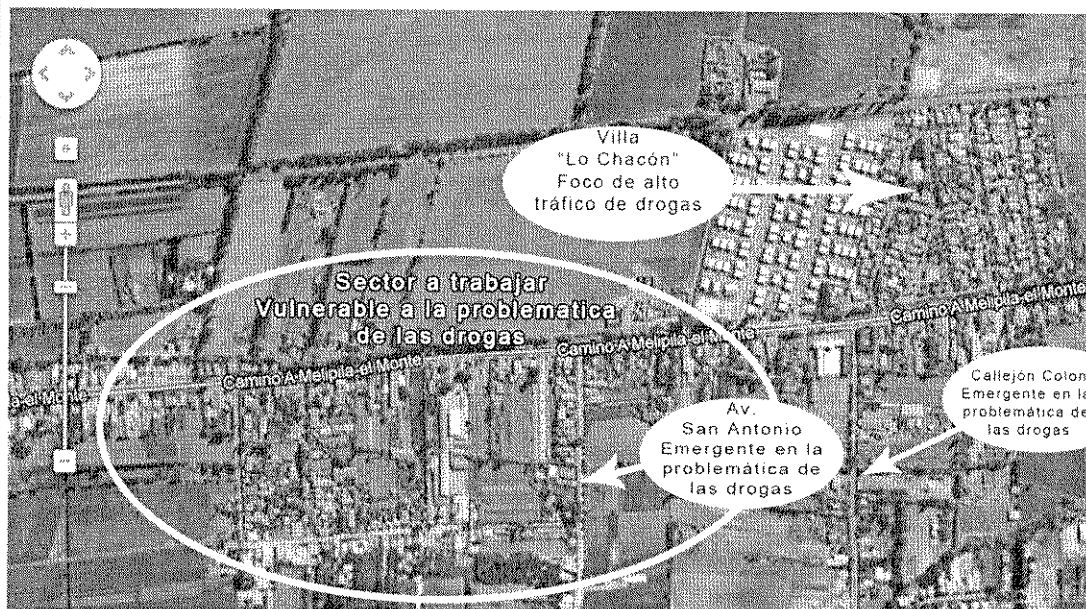 Villa
"Lo Chacón"
Foco de alto
tráfico de drogas
Sector a trabajar
Vulnerable a la problematica
de las drogas
Camino A Melipilla-el Monte
Camino A Melipilla-el Monte
Camino A Melipilla-el Monte
a-el Monte
Callejón Colon
Emergente en la
problemática de
las drogas
Av.
San Antonio
Emergente en la
problemática de
las drogas